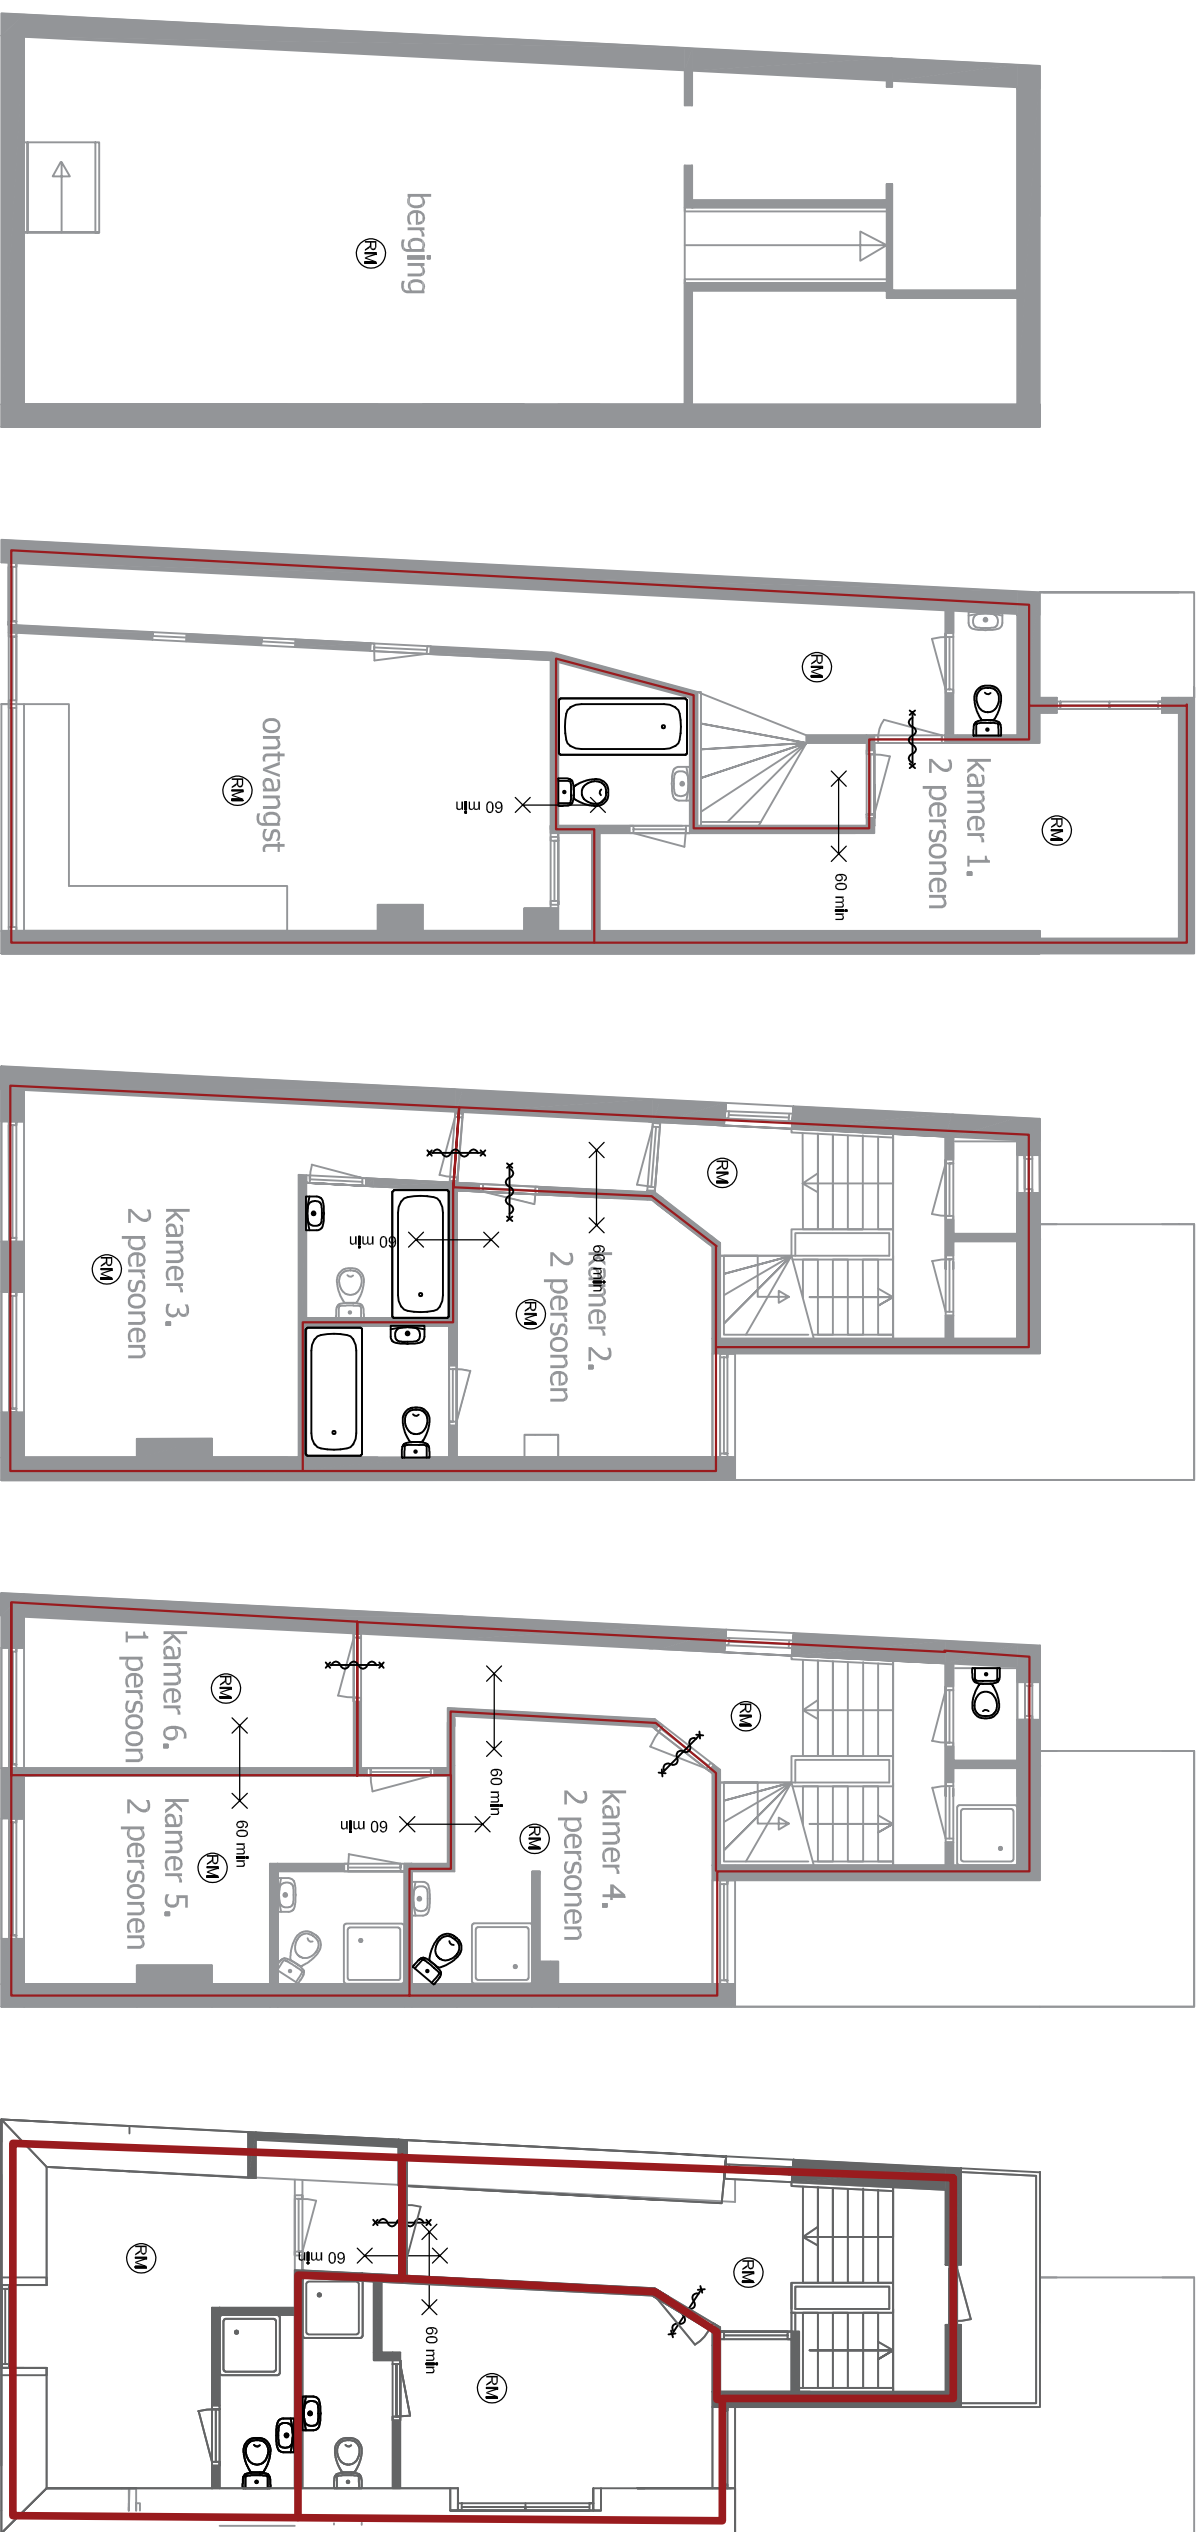 berging
RM
RM
kamer 1.
2 personen
RM
ontvangst
RM
60 min
60 min
RM
kamer 2.
2 personen
RM
60 min
60 min
kamer 3.
2 personen
RM
RM
kamer 4.
2 personen
RM
60 min
60 min
kamer 6.
1 persoon
RM
60 min
kamer 5.
2 personen
RM
RM
RM
60 min
60 min
RM